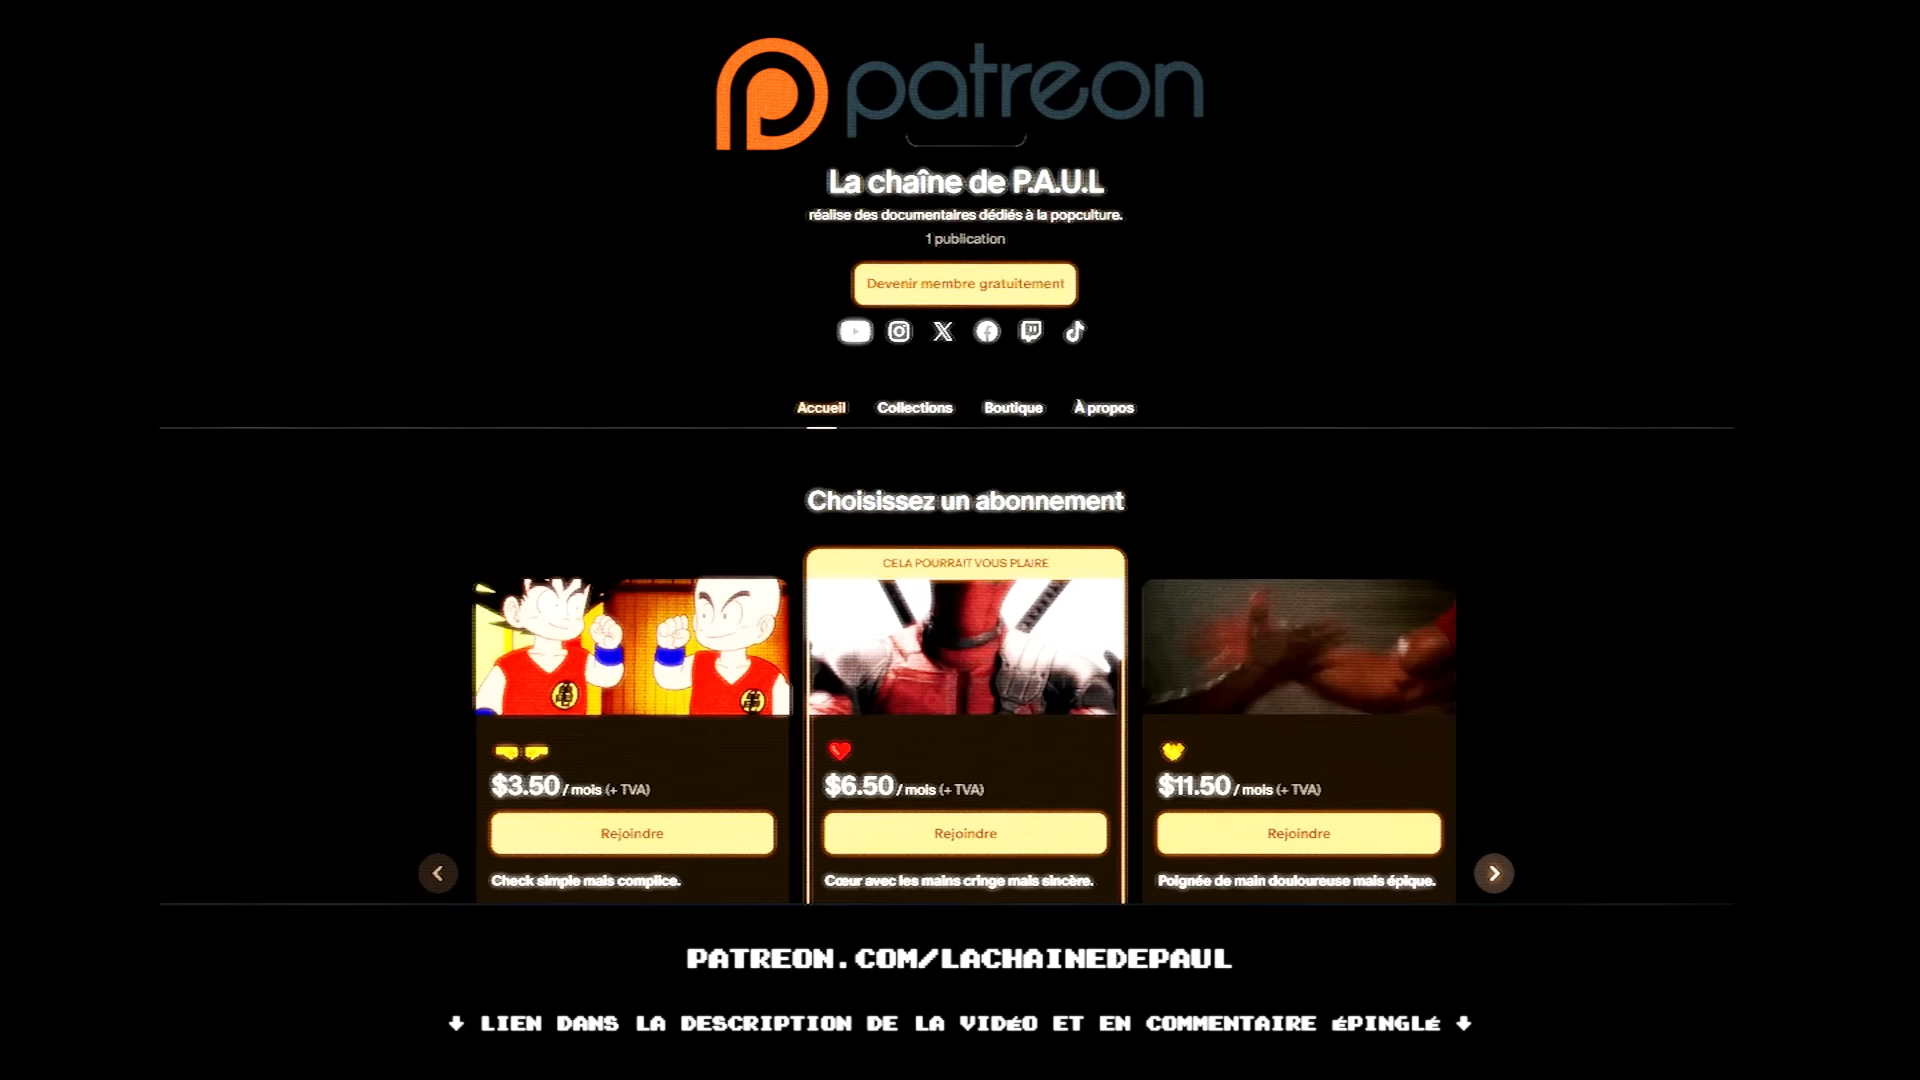 patreon
La chaîne de P.A.U.L
réalise des documentaires dédiés à la popculture.
1 publication
Devenir membre gratuitement
Accueil Collections Boutique À propos
Choisissez un abonnement
CELA POURRAIT VOUS PLAIRE
$3.50 / mois (+ TVA)
Rejoindre
Check simple mais complice.
$6.50 / mois (+ TVA)
Rejoindre
Cœur avec les mains cringe mais sincère.
$11.50 / mois (+ TVA)
Rejoindre
Poignée de main douloureuse mais épique.
PATREON.COM/LACHAINEDEPAUL
↓ LIEN DANS LA DESCRIPTION DE LA VIDÉO ET EN COMMENTAIRE ÉPINGLÉ ↓